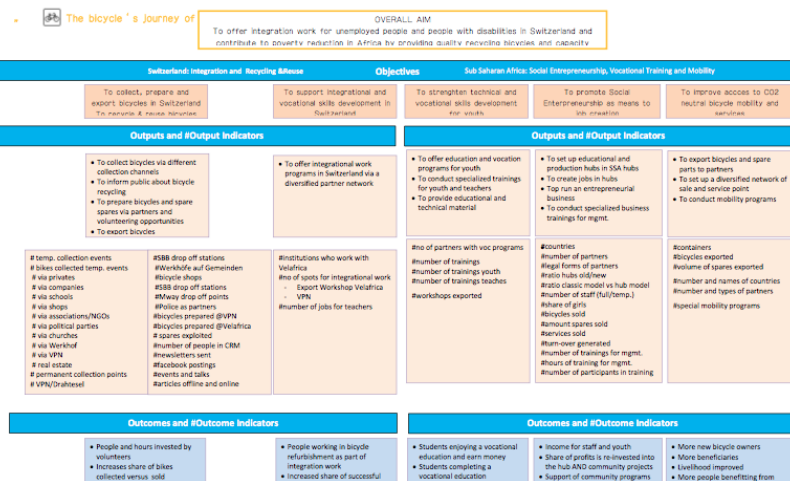 The bicycle's journey of
OVERALL AIM
To offer integration work for unemployed people and people with disabilities in Switzerland and
contribute to poverty reduction in Africa by providing quality recycling bicycles and capacity
Switzerland: Integration and Recycling &Reuse
Objectives
Sub Saharan Africa: Social Entrepreneurship, Vocational Training and Mobility
To collect, prepare and
export bicycles in Switzerland
To recycle & reuse bicycles
To support integrational and
vocational skills development in
Switzerland
To strenghten technical and
vocational skills development
for youth
To promote Social
Enterpreneurship as means to
job creation
To improve access to CO2
neutral bicycle mobility and
services
Outputs and #Output Indicators
Outputs and #Output Indicators
• To collect bicycles via different
collection channels
• To inform public about bicycle
recycling
• To prepare bicycles and spare
spares via partners and
volunteering opportunities
• To export bicycles
• To offer integrational work
programs in Switzerland via a
diversified partner network
• To offer education and vocation
programs for youth
• To conduct specialized trainings
for youth and teachers
• To provide educational and
technical material
• To set up educational and
production hubs in SSA hubs
• To create jobs in hubs
• Top run an entrepreneurial
business
• To conduct specialized business
trainings for mgmt.
• To export bicycles and spare
parts to partners
• To set up a diversified network of
sale and service point
• To conduct mobility programs
# temp. collection events
# bikes collected temp. events
# via privates
# via companies
# via schools
# via shops
# via associations/NGOs
# via political parties
# via churches
# via Werkhof
# via VPN
# real estate
# permanent collection points
# VPN/Drahtesel
#SBB drop off stations
#Werkhöfe auf Gemeinden
#bicycle shops
#SBB drop off stations
#Mway drop off points
#Police as partners
#bicycles prepared @VPN
#bicycles prepared @Velafrica
# spares exploited
#number of people in CRM
#newsletters sent
#facebook postings
#events and talks
#articles offline and online
#institutions who work with
Velafrica
#no of spots for integrational work
- Export Workshop Velafrica
- VPN
#number of jobs for teachers
#no of partners with voc programs
#number of trainings
#number of trainings youth
#number of trainings teaches
#workshops exported
#countries
#number of partners
#legal forms of partners
#ratio hubs old/new
#ratio classic model vs hub model
#number of staff (full/temp.)
#share of girls
#bicycles sold
#amount spares sold
#services sold
#turn-over generated
#number of trainings for mgmt.
#hours of training for mgmt.
#number of participants in training
#containers
#bicycles exported
#volume of spares exported
#number and names of countries
#number and types of partners
#special mobility programs
Outcomes and #Outcome Indicators
Outcomes and #Outcome Indicators
• People and hours invested by
volunteers
• Increases share of bikes
collected versus sold
• People working in bicycle
refurbishment as part of
integration work
• Increased share of successful
• Students enjoying a vocational
education and earn money
• Students completing a
vocational education
• Income for staff and youth
• Share of profits is re-invested into
the hub AND community projects
• Support of community programs
• More new bicycle owners
• More beneficiaries
• Livelihood improved
• More people benefitting from